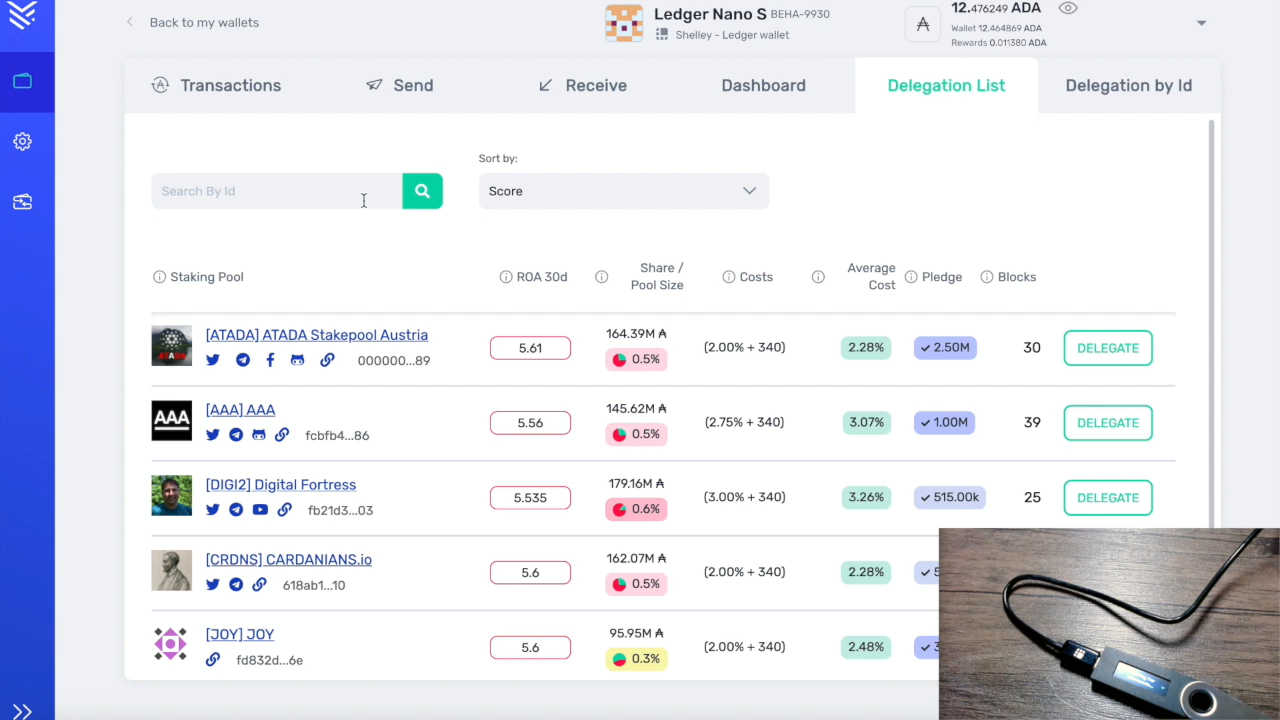 Back to my wallets
Ledger Nano S BEHA-9930
Shelley - Ledger wallet
12.476249 ADA
Wallet 12.464869 ADA
Rewards 0.011380 ADA
Transactions
Send
Receive
Dashboard
Delegation List
Delegation by Id
Sort by:
Search By Id
Score
Staking Pool
ROA 30d
Share / Pool Size
Costs
Average Cost
Pledge
Blocks
[ATADA] ATADA Stakepool Austria
000000...89
5.61
164.39M ₳
0.5%
(2.00% + 340)
2.28%
2.50M
30
DELEGATE
AAA
[AAA] AAA
fcbfb4...86
5.56
145.62M ₳
0.5%
(2.75% + 340)
3.07%
1.00M
39
DELEGATE
[DIGI2] Digital Fortress
fb21d3...03
5.535
179.16M ₳
0.6%
(3.00% + 340)
3.26%
515.00k
25
DELEGATE
[CRDNS] CARDANIANS.io
618ab1...10
5.6
162.07M ₳
0.5%
(2.00% + 340)
2.28%
[JOY] JOY
fd832d...6e
5.6
95.95M ₳
0.3%
(2.00% + 340)
2.48%